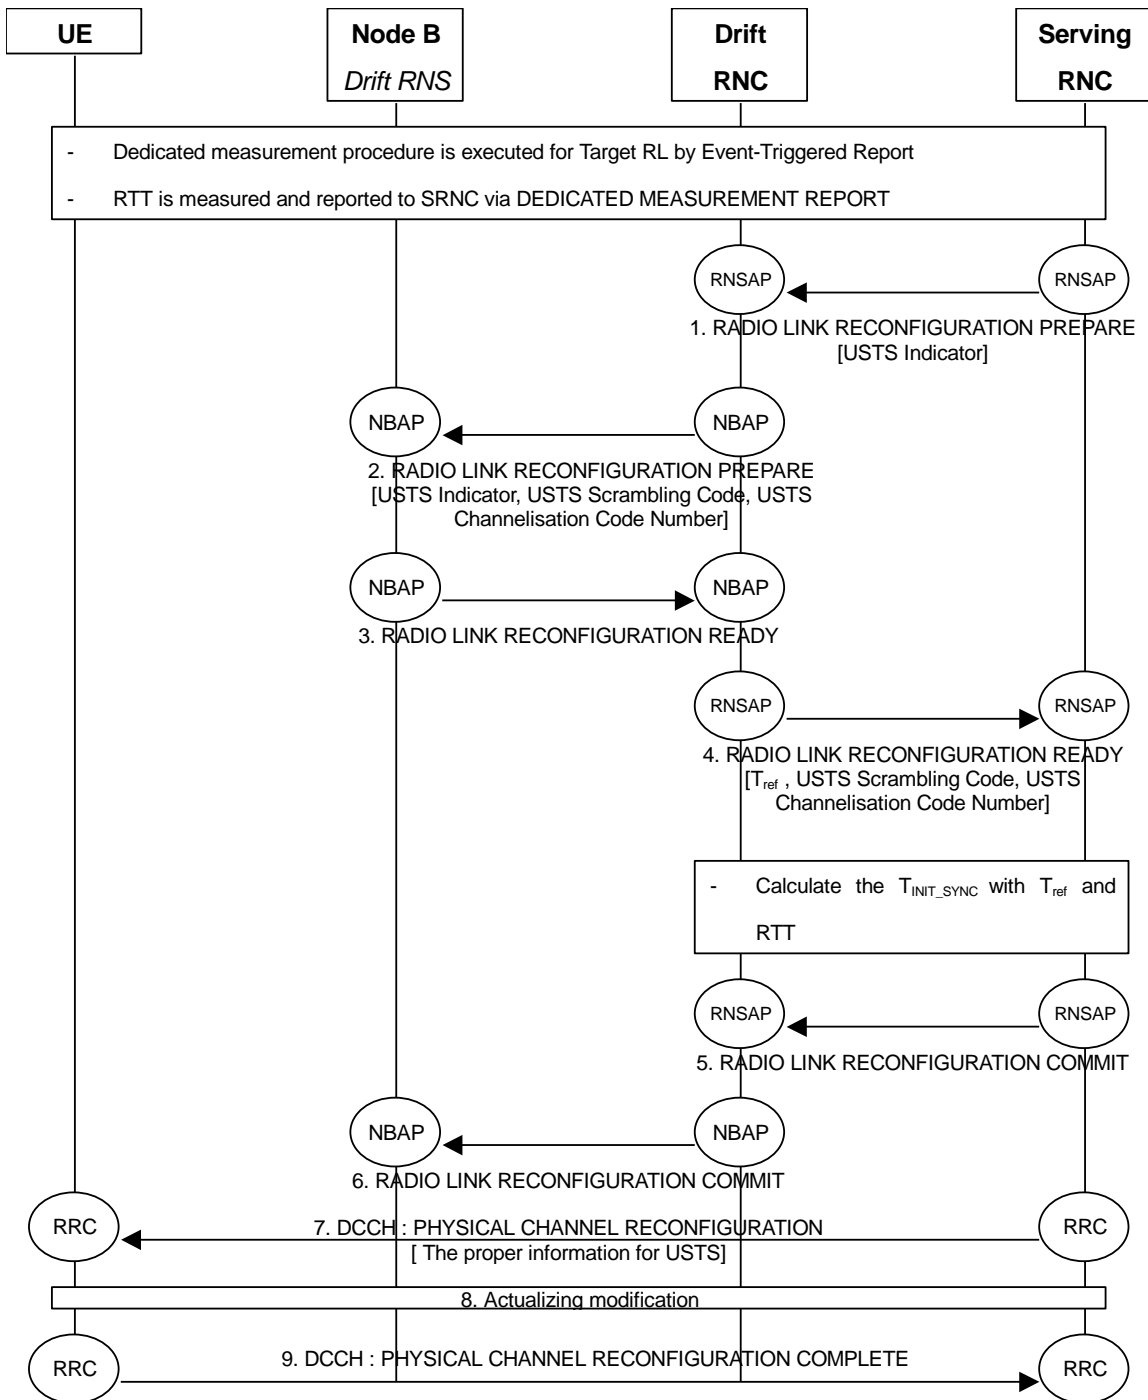 UE
Node B
Drift RNS
Drift
RNC
Serving
RNC
- Dedicated measurement procedure is executed for Target RL by Event-Triggered Report
- RTT is measured and reported to SRNC via DEDICATED MEASUREMENT REPORT
RNSAP
RNSAP
1. RADIO LINK RECONFIGURATION PREPARE
[USTS Indicator]
NBAP
NBAP
2. RADIO LINK RECONFIGURATION PREPARE
[USTS Indicator, USTS Scrambling Code, USTS
Channelisation Code Number]
NBAP
NBAP
3. RADIO LINK RECONFIGURATION READY
RNSAP
RNSAP
4. RADIO LINK RECONFIGURATION READY
[Tref , USTS Scrambling Code, USTS
Channelisation Code Number]
- Calculate the TINIT_SYNC with Tref and
RTT
RNSAP
RNSAP
5. RADIO LINK RECONFIGURATION COMMIT
NBAP
NBAP
6. RADIO LINK RECONFIGURATION COMMIT
RRC
RRC
7. DCCH : PHYSICAL CHANNEL RECONFIGURATION
[ The proper information for USTS]
8. Actualizing modification
RRC
RRC
9. DCCH : PHYSICAL CHANNEL RECONFIGURATION COMPLETE